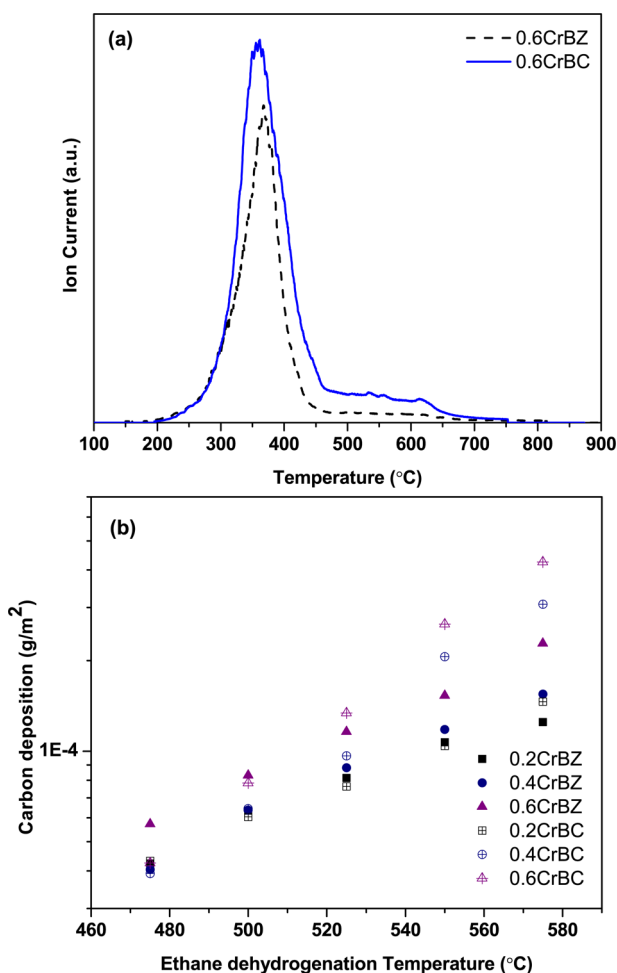 (a)
0.6CrBZ
0.6CrBC
Ion Current (a.u.)
100 200 300 400 500 600 700 800 900
Temperature (°C)
(b)
Carbon deposition (g/m²)
1E-4
0.2CrBZ
0.4CrBZ
0.6CrBZ
0.2CrBC
0.4CrBC
0.6CrBC
460 480 500 520 540 560 580
Ethane dehydrogenation Temperature (°C)